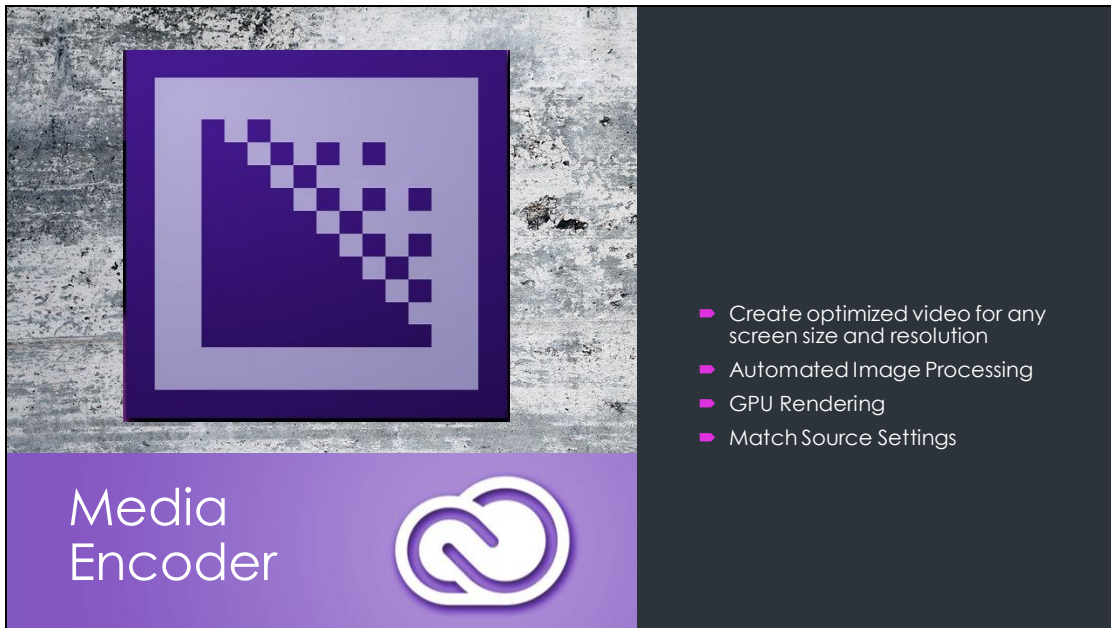 Media
Encoder
Create optimized video for any
screen size and resolution
Automated Image Processing
GPU Rendering
Match Source Settings